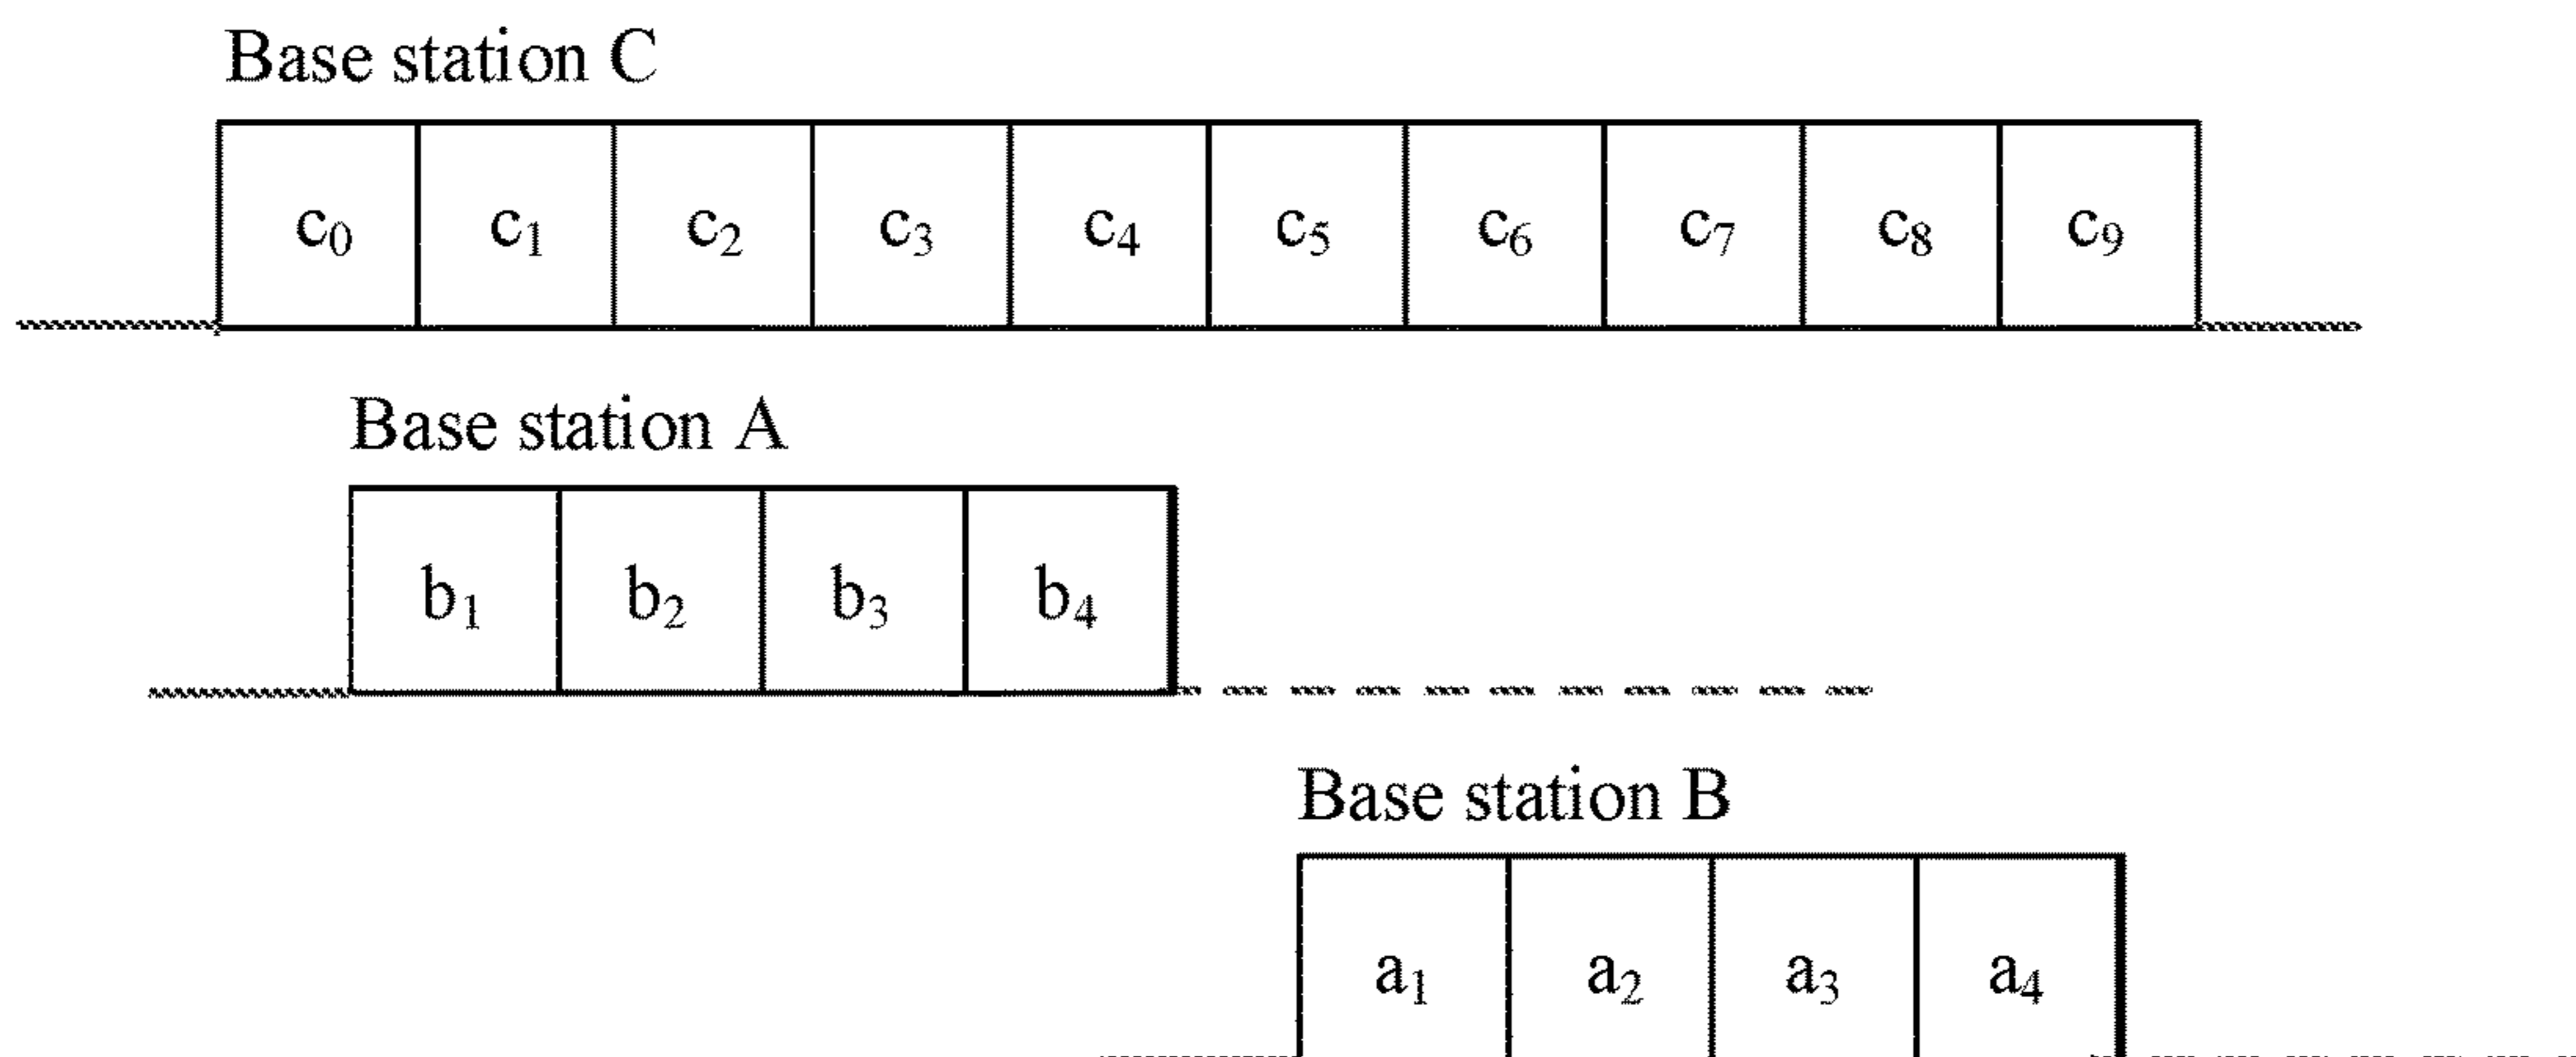 Base station C
c0 c1 c2 c3 c4 c5 c6 c7 c8 c9
Base station A
b1 b2 b3 b4
Base station B
a1 a2 a3 a4